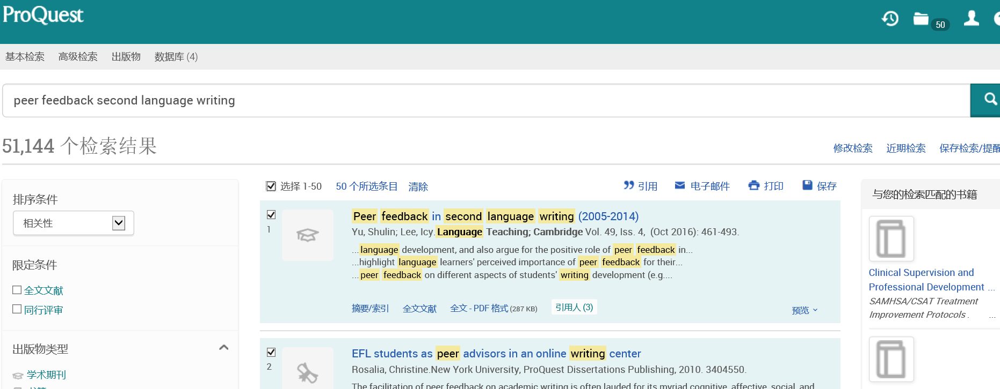 ProQuest
50
基本检索 高级检索 出版物 数据库 (4)
peer feedback second language writing
51,144 个检索结果
修改检索 近期检索 保存检索/提醒
排序条件
相关性
限定条件
全文文献
同行评审
出版物类型
学术期刊
选择 1-50 50 个所选条目 清除 引用 电子邮件 打印 保存
1
Peer feedback in second language writing (2005-2014)
Yu, Shulin; Lee, Icy. Language Teaching; Cambridge Vol. 49, Iss. 4, (Oct 2016): 461-493.
...language development, and also argue for the positive role of peer feedback in...
...highlight language learners' perceived importance of peer feedback for their...
...peer feedback on different aspects of students' writing development (e.g....
摘要/索引 全文文献 全文 - PDF 格式 (287 KB) 引用人 (3) 预览
2
EFL students as peer advisors in an online writing center
Rosalia, Christine.New York University, ProQuest Dissertations Publishing, 2010. 3404550.
The facilitation of peer feedback on academic writing is often lauded for its myriad cognitive, affective, social, and
与您的检索匹配的书籍
Clinical Supervision and
Professional Development ...
SAMHSA/CSAT Treatment
Improvement Protocols . ...